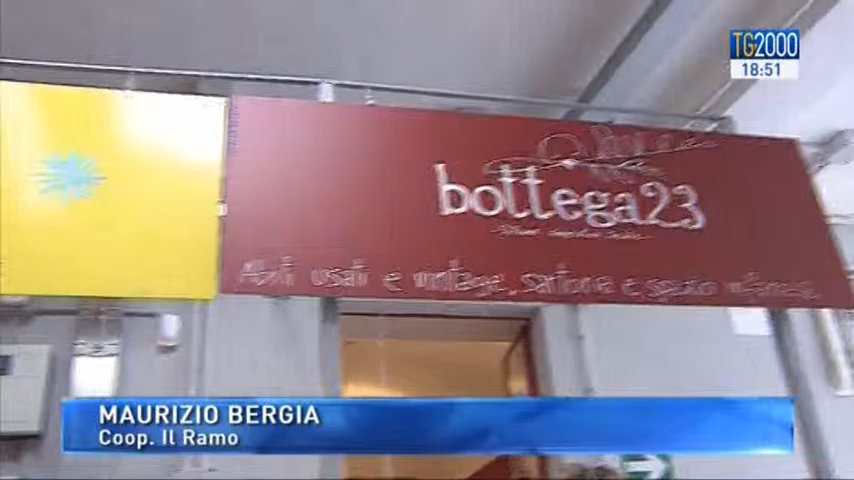 TG2000
18:51
bottega23
Abiti usati e vintage, sartoria e spazio
MAURIZIO BERGIA
Coop. Il Ramo